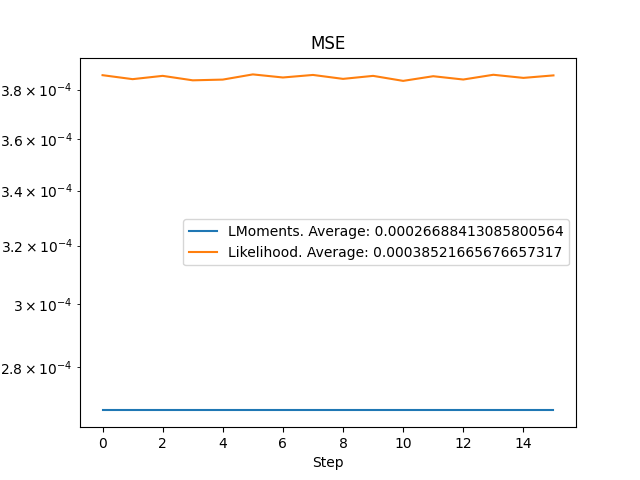 MSE
3.8 × 10⁻⁴
3.6 × 10⁻⁴
3.4 × 10⁻⁴
3.2 × 10⁻⁴
3 × 10⁻⁴
2.8 × 10⁻⁴
LMoments. Average: 0.00026688413085800564
Likelihood. Average: 0.00038521665676657317
0 2 4 6 8 10 12 14
Step